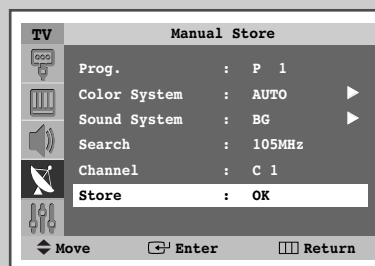 TV Manual Store
Prog. : P 1
Color System : AUTO
Sound System : BG
Search : 105MHz
Channel : C 1
Store : OK
Move Enter Return